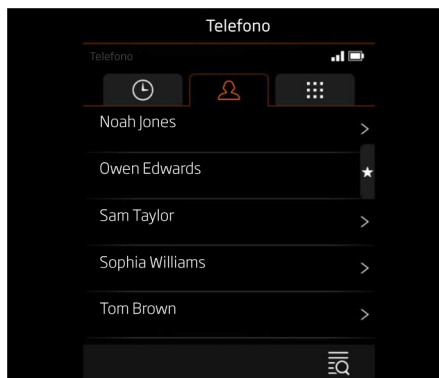 Telefono
Telefono
Noah Jones
Owen Edwards
Sam Taylor
Sophia Williams
Tom Brown